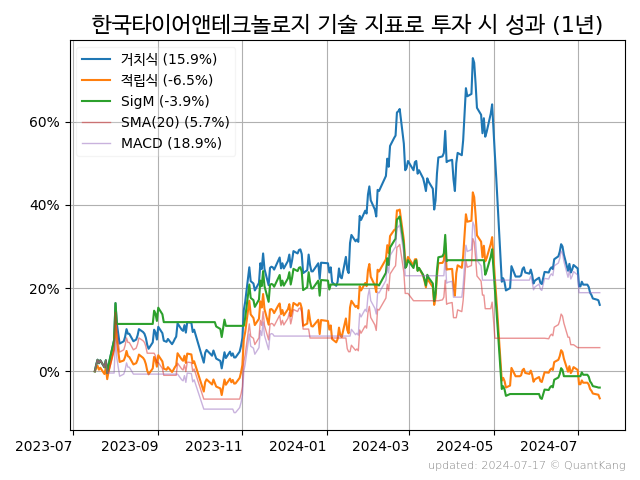 한국타이어앤테크놀로지 기술 지표로 투자 시 성과 (1년)
거치식 (15.9%)
적립식 (-6.5%)
SigM (-3.9%)
SMA(20) (5.7%)
MACD (18.9%)
60%
40%
20%
0%
2023-07 2023-09 2023-11 2024-01 2024-03 2024-05 2024-07
updated: 2024-07-17 © QuantKang